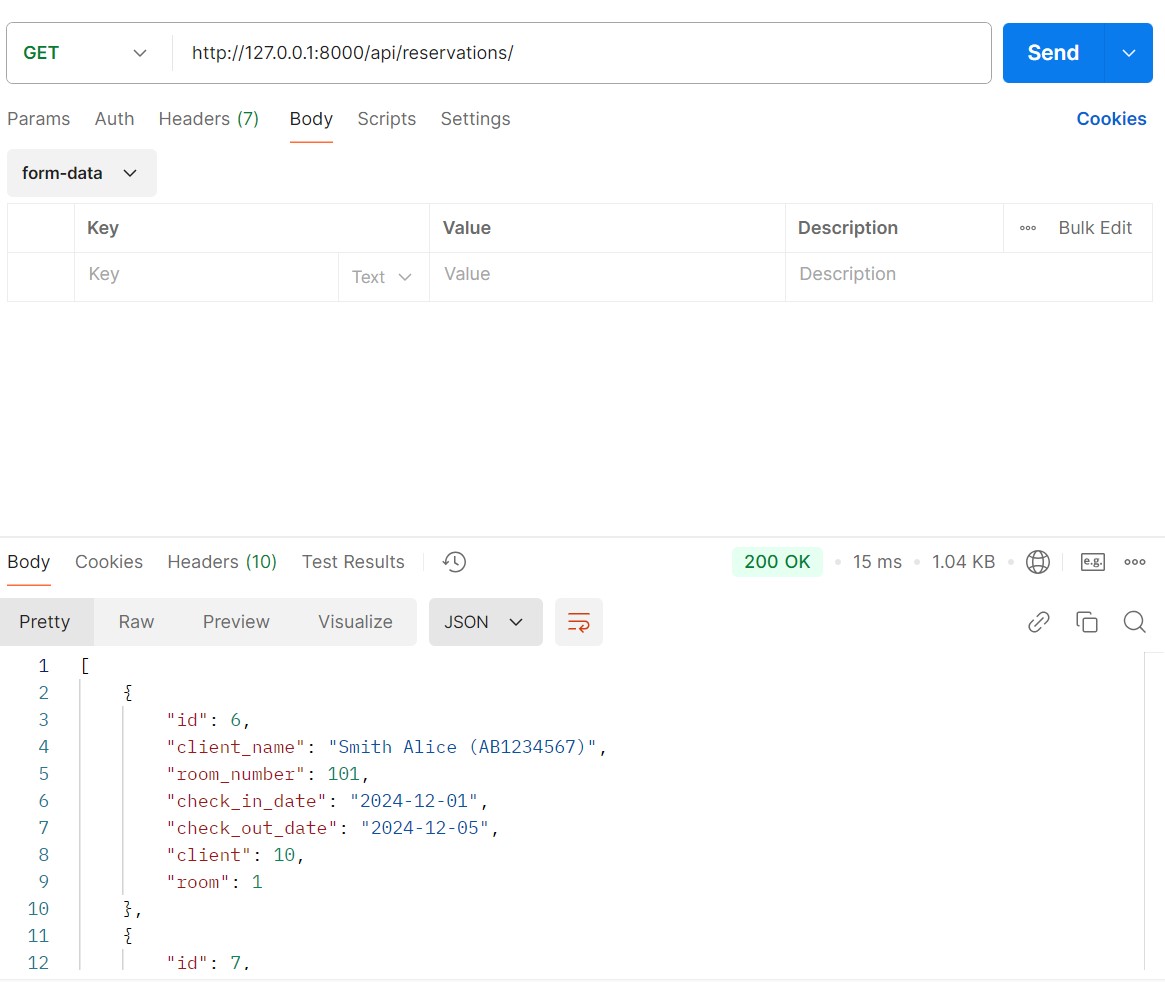 GET http://127.0.0.1:8000/api/reservations/ Send
Params Auth Headers (7) Body Scripts Settings Cookies
form-data
Key Value Description Bulk Edit
Key Text Value Description
Body Cookies Headers (10) Test Results 200 OK 15 ms 1.04 KB e.g.
Pretty Raw Preview Visualize JSON
1 [
2 {
3 "id": 6,
4 "client_name": "Smith Alice (AB1234567)",
5 "room_number": 101,
6 "check_in_date": "2024-12-01",
7 "check_out_date": "2024-12-05",
8 "client": 10,
9 "room": 1
10 },
11 {
12 "id": 7,